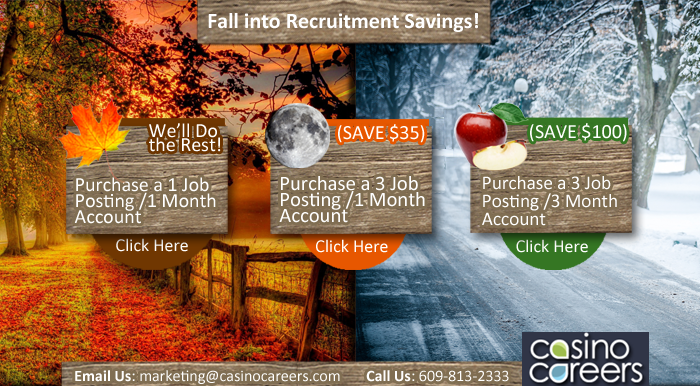 Fall into Recruitment Savings!
We'll Do
the Rest!
Purchase a 1 Job
Posting /1 Month
Account
Click Here
(SAVE $35)
Purchase a 3 Job
Posting /1 Month
Account
Click Here
(SAVE $100)
Purchase a 3 Job
Posting /3 Month
Account
Click Here
casino
careers
Email Us: marketing@casinocareers.com Call Us: 609-813-2333